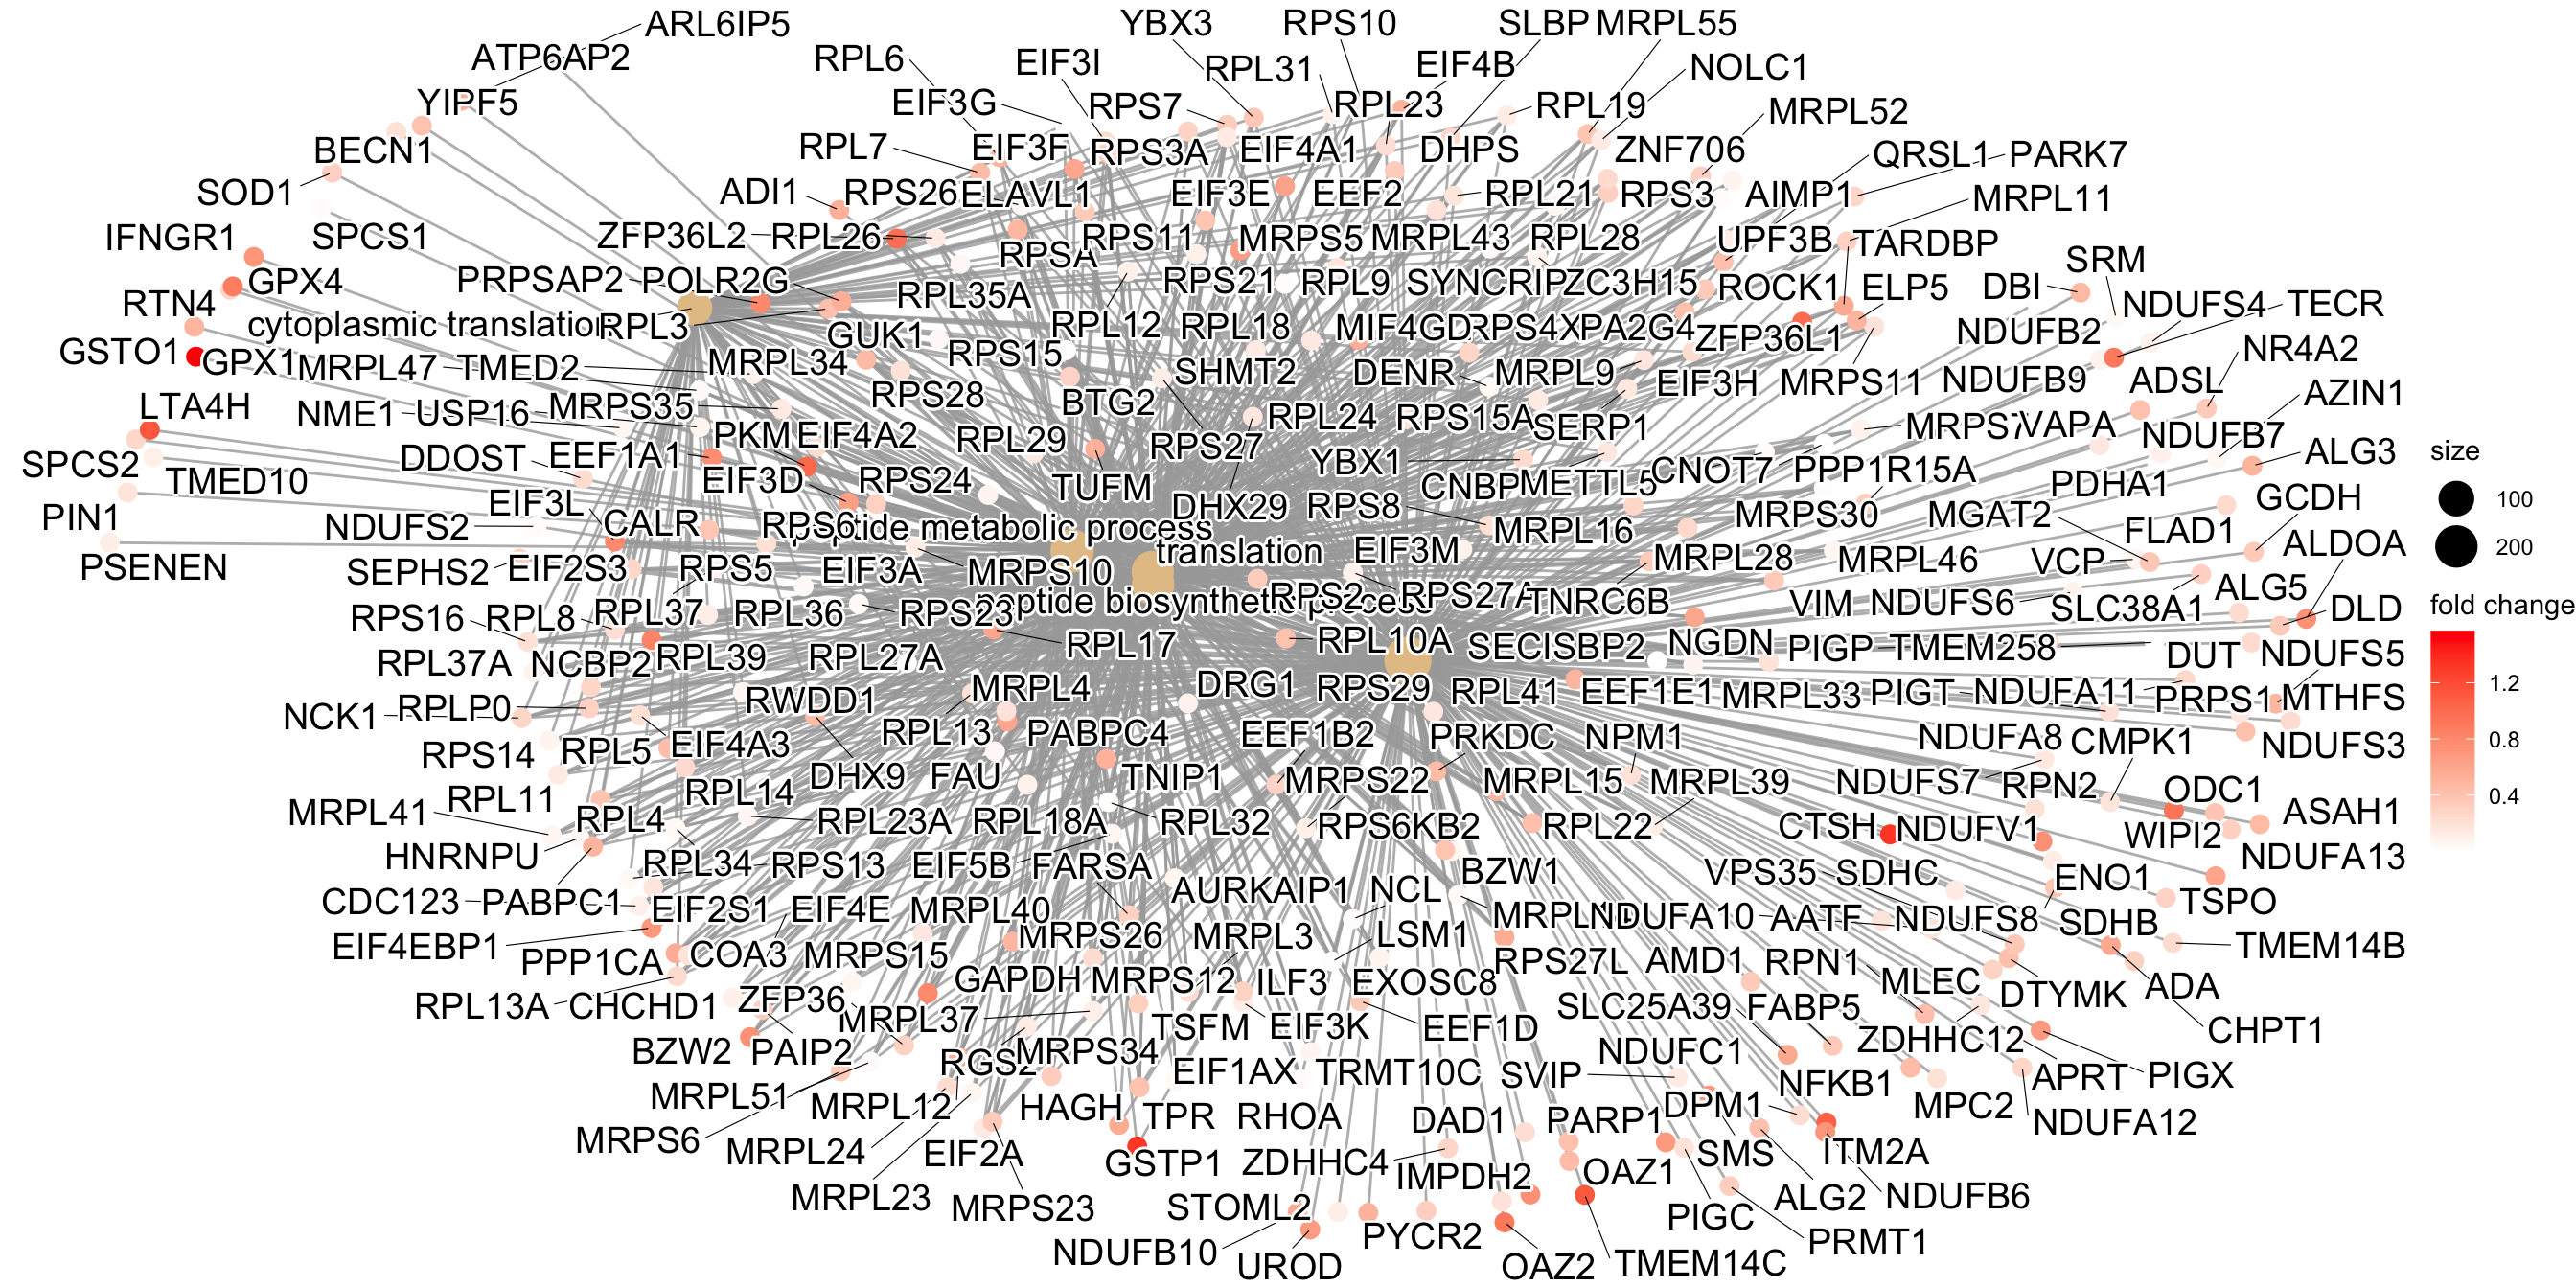 ARL6IP5 YBX3 RPS10 SLBP MRPL55
ATP6AP2 RPL6 EIF3I RPL31 EIF4B NOLC1
YIPF5 EIF3G RPS7 RPL23 RPL19 MRPL52
BECN1 RPL7 EIF3F RPS3A EIF4A1 DHPS ZNF706 QRSL1 PARK7
SOD1 ADI1 RPS26 ELAVL1 EIF3E EEF2 RPL21 RPS3 AIMP1 MRPL11
IFNGR1 SPCS1 ZFP36L2 RPL26 RPSA RPS11 MRPS5 MRPL43 RPL28 UPF3B TARDBP SRM
GPX4 PRPSAP2 POLR2G RPL35A RPS21 RPL9 SYNCRIP ZC3H15 ROCK1 ELP5 DBI
RTN4 cytoplasmic translation RPL3 GUK1 RPL12 RPL18 MIF4GD RPS4X PA2G4 ZFP36L1 NDUFB2 NDUFS4 TECR
GSTO1 GPX1 MRPL47 TMED2 MRPL34 RPS15 SHMT2 DENR MRPL9 EIF3H MRPS11 NDUFB9 ADSL NR4A2
LTA4H NME1 USP16 MRPS35 RPS28 BTG2 RPL24 RPS15A SERP1 MRPS7 VAPA NDUFB7 AZIN1
SPCS2 DDOST EEF1A1 PKM EIF4A2 RPL29 RPS27 YBX1 CNBP METTL5 CNOT7 PPP1R15A PDHA1 ALG3
TMED10 EIF3L EIF3D RPS24 TUFM DHX29 RPS8 MRPL16 MRPS30 MGAT2 FLAD1 GCDH
PIN1 NDUFS2 CALR RPS6 peptide metabolic process
translation EIF3M MRPL28 MRPL46 VCP ALDOA
PSENEN SEPHS2 EIF2S3 RPS5 EIF3A MRPS10
RPS16 RPL8 RPL37 RPL36 RPS23 peptide biosynthetic process RPS2 RPS27A TNRC6B VIM NDUFS6 SLC38A1 ALG5 DLD
RPL37A NCBP2 RPL39 RPL27A RPL17 RPL10A SECISBP2 NGDN PIGP TMEM258 DUT NDUFS5
NCK1 RPLP0 RWDD1 MRPL4 DRG1 RPS29 RPL41 EEF1E1 MRPL33 PIGT NDUFA11 PRPS1 MTHFS
RPS14 RPL5 EIF4A3 RPL13 PABPC4 EEF1B2 PRKDC NPM1 NDUFA8 CMPK1 NDUFS3
RPL11 RPL14 DHX9 FAU TNIP1 MRPS22 MRPL15 MRPL39 NDUFS7 RPN2 ODC1
MRPL41 RPL4 RPL23A RPL18A RPL32 RPS6KB2 RPL22 CTSH NDUFV1 WIPI2 ASAH1
HNRNPU RPL34 RPS13 EIF5B FARSA BZW1 VPS35 SDHC ENO1 NDUFA13
CDC123 PABPC1 EIF2S1 EIF4E MRPL40 AURKAIP1 NCL NDUFA10 AATF NDUFS8 SDHB TSPO
EIF4EBP1 PPP1CA COA3 MRPS15 MRPS26 MRPL3 LSM1 RPS27L AMD1 RPN1 MLEC TMEM14B
RPL13A CHCHD1 ZFP36 GAPDH MRPS12 ILF3 EXOSC8 SLC25A39 FABP5 DTYMK ADA
BZW2 PAIP2 MRPL37 TSFM EIF3K EEF1D NDUFC1 ZDHHC12 CHPT1
MRPL51 RGS2 MRPS34 EIF1AX TRMT10C SVIP NFKB1 APRT PIGX
MRPS6 MRPL12 HAGH TPR RHOA DAD1 PARP1 DPM1 MPC2 NDUFA12
MRPL24 EIF2A GSTP1 ZDHHC4 IMPDH2 OAZ1 SMS ITM2A
MRPL23 MRPS23 STOML2 PYCR2 PIGC ALG2 NDUFB6
NDUFB10 UROD OAZ2 TMEM14C PRMT1
size
100
200
fold change
1.2
0.8
0.4